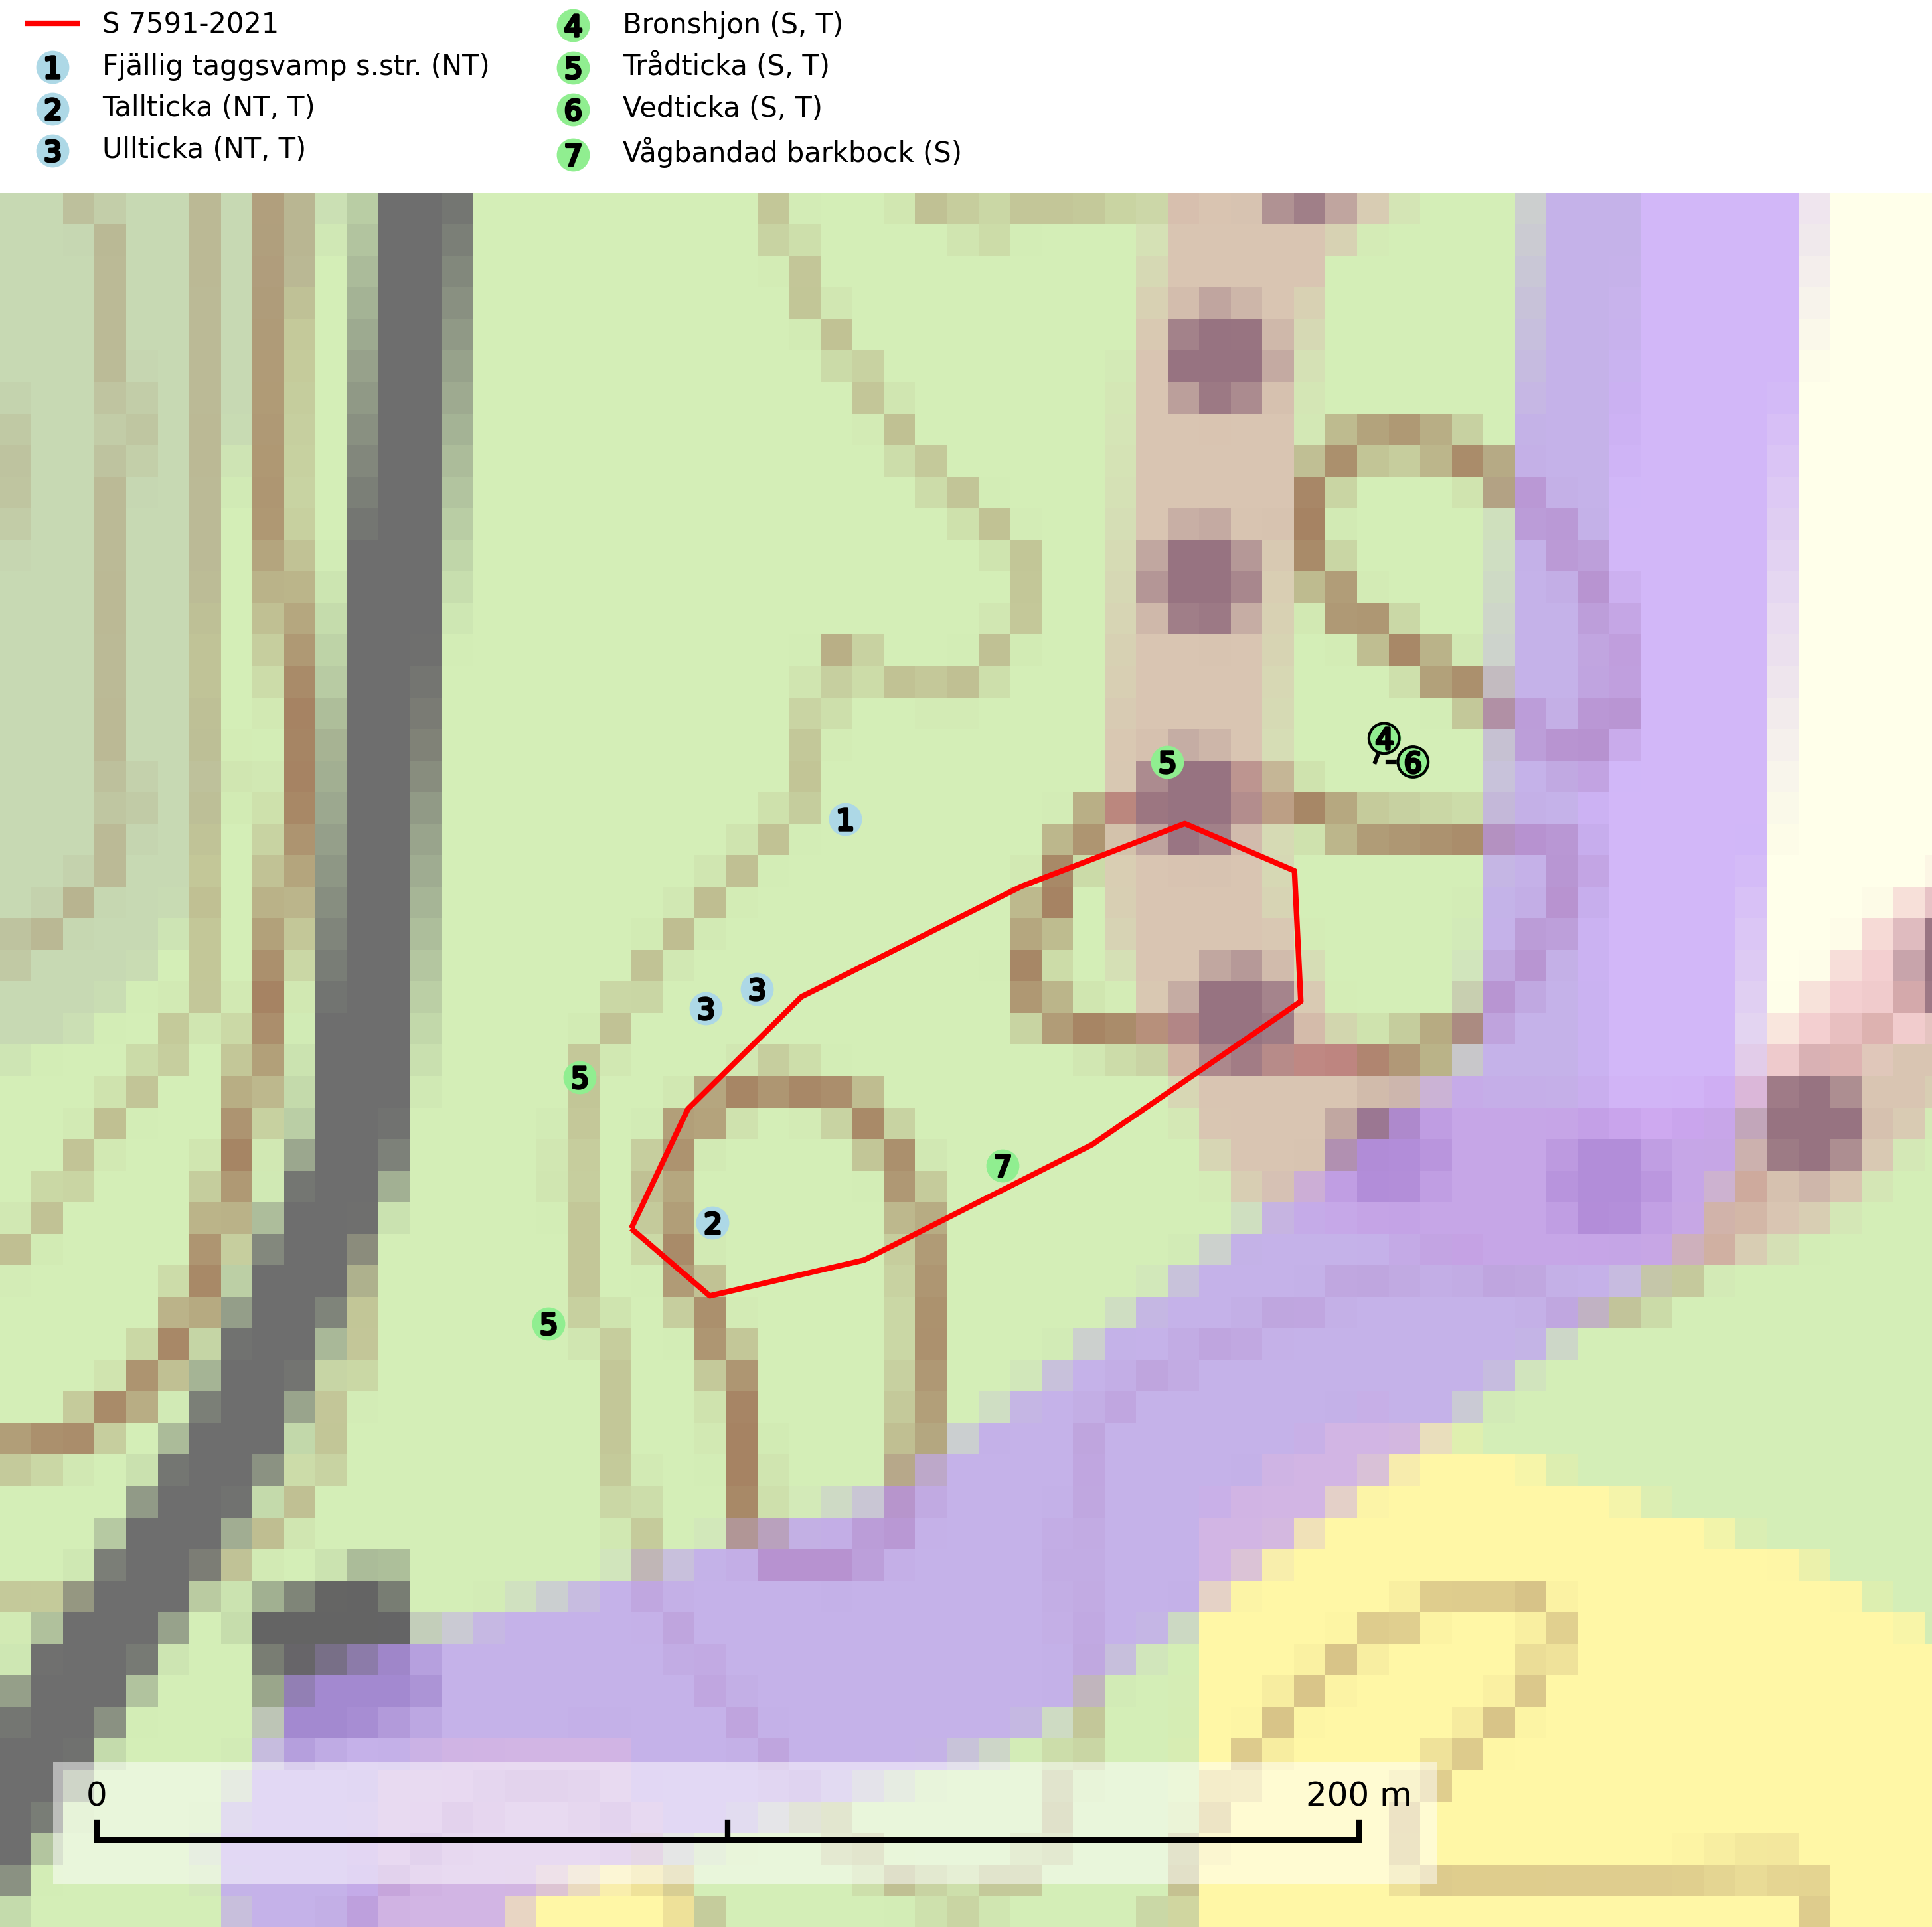 S 7591-2021
1 Fjällig taggsvamp s.str. (NT)
2 Tallticka (NT, T)
3 Ullticka (NT, T)
4 Bronshjon (S, T)
5 Trådticka (S, T)
6 Vedticka (S, T)
7 Vågbandad barkbock (S)
4
5 6
1
3
3
5
7
2
5
0 200 m